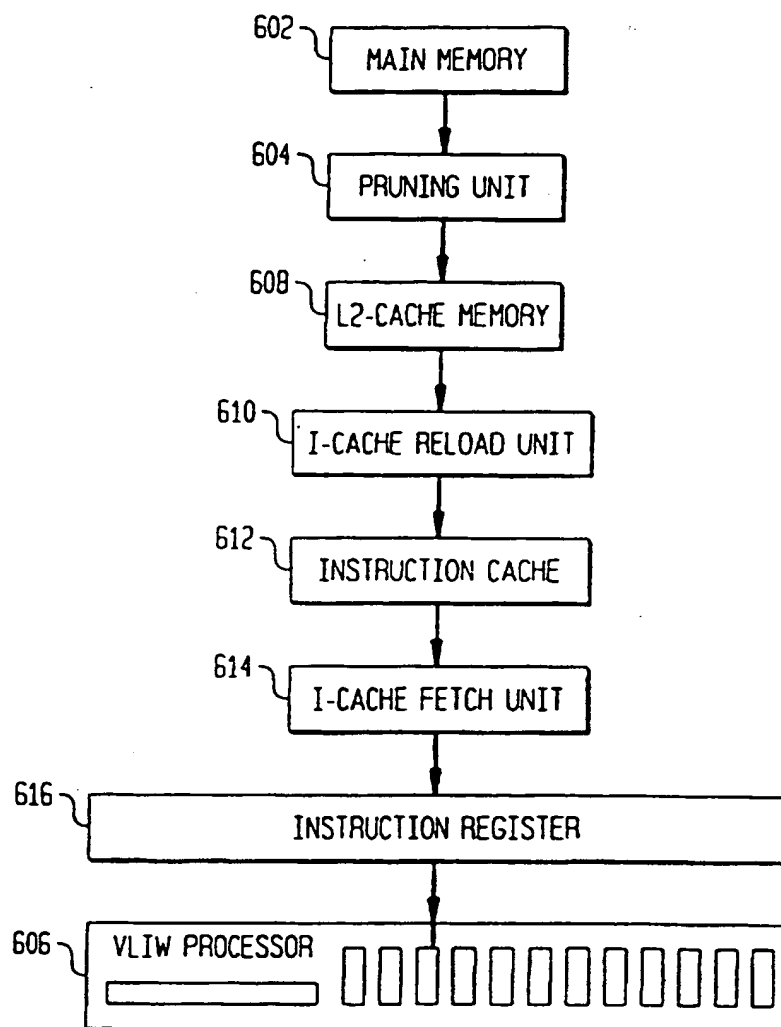 602
MAIN MEMORY
604
PRUNING UNIT
608
L2-CACHE MEMORY
610
I-CACHE RELOAD UNIT
612
INSTRUCTION CACHE
614
I-CACHE FETCH UNIT
616
INSTRUCTION REGISTER
606
VLIW PROCESSOR